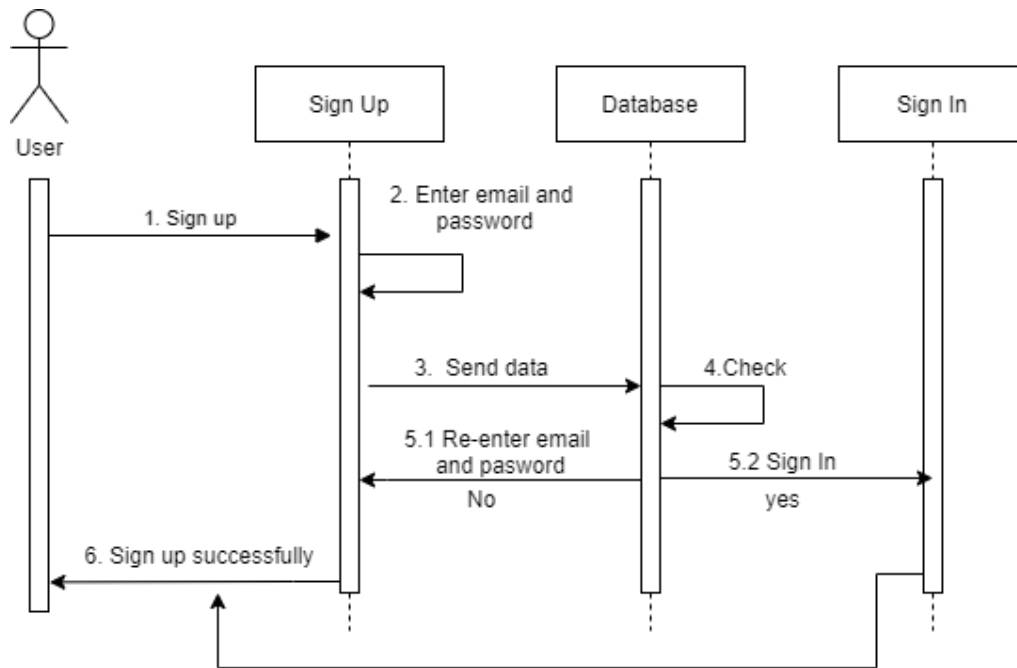 User
Sign Up
Database
Sign In
1. Sign up
2. Enter email and
password
3. Send data
4.Check
5.1 Re-enter email
and pasword
No
5.2 Sign In
yes
6. Sign up successfully